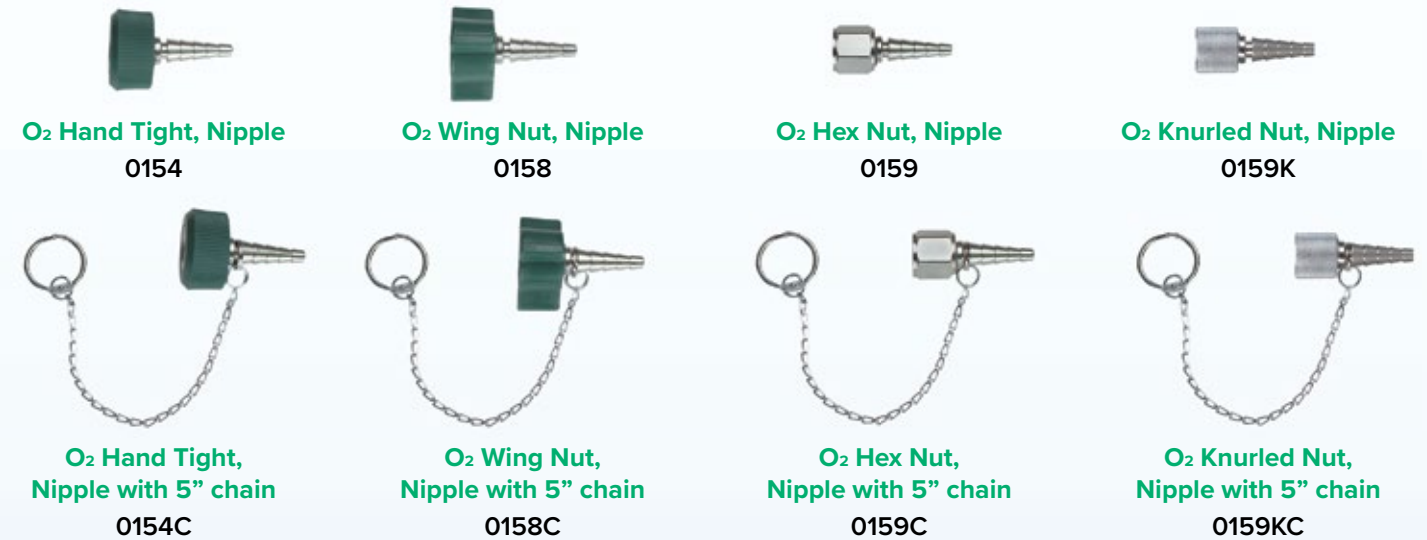 O₂ Hand Tight, Nipple
0154
O₂ Wing Nut, Nipple
0158
O₂ Hex Nut, Nipple
0159
O₂ Knurled Nut, Nipple
0159K
O₂ Hand Tight,
Nipple with 5” chain
0154C
O₂ Wing Nut,
Nipple with 5” chain
0158C
O₂ Hex Nut,
Nipple with 5” chain
0159C
O₂ Knurled Nut,
Nipple with 5” chain
0159KC